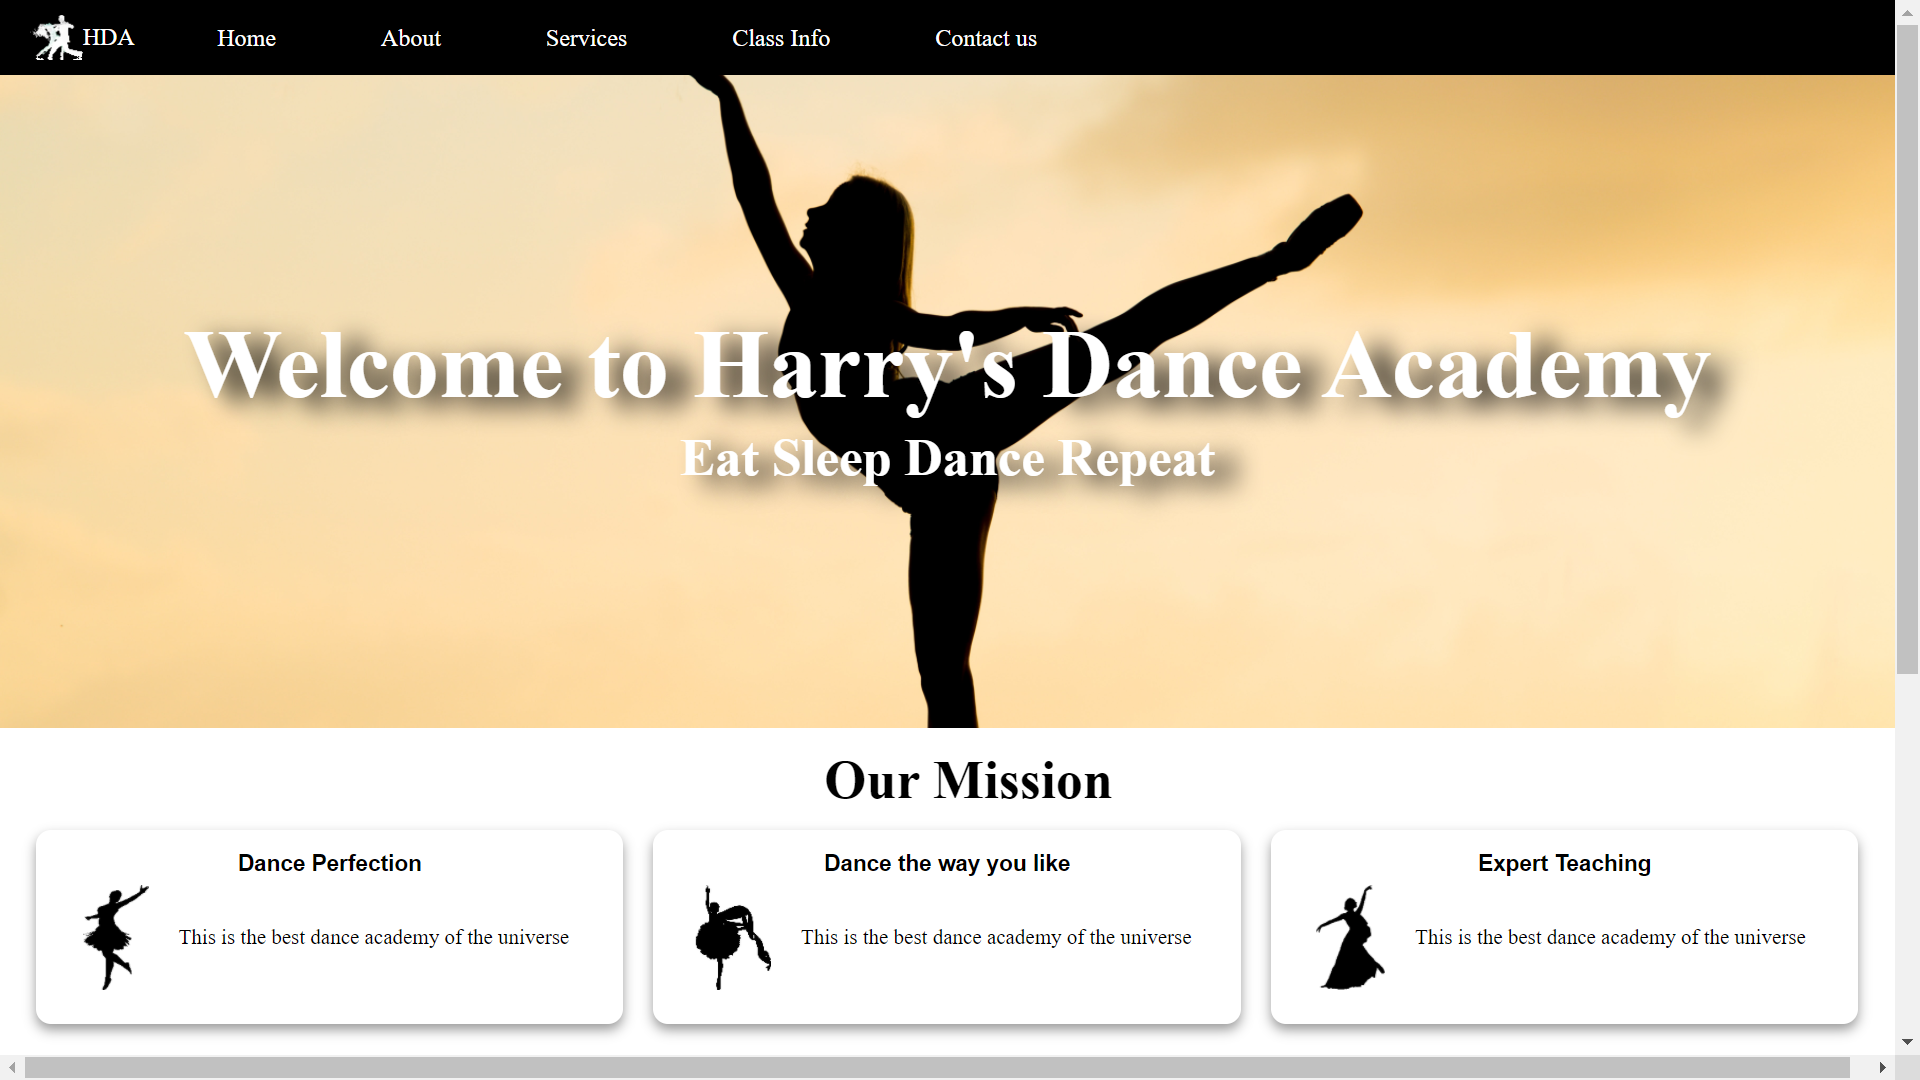 HDA Home About Services Class Info Contact us
Welcome to Harry's Dance Academy
Eat Sleep Dance Repeat
Our Mission
Dance Perfection
This is the best dance academy of the universe
Dance the way you like
This is the best dance academy of the universe
Expert Teaching
This is the best dance academy of the universe